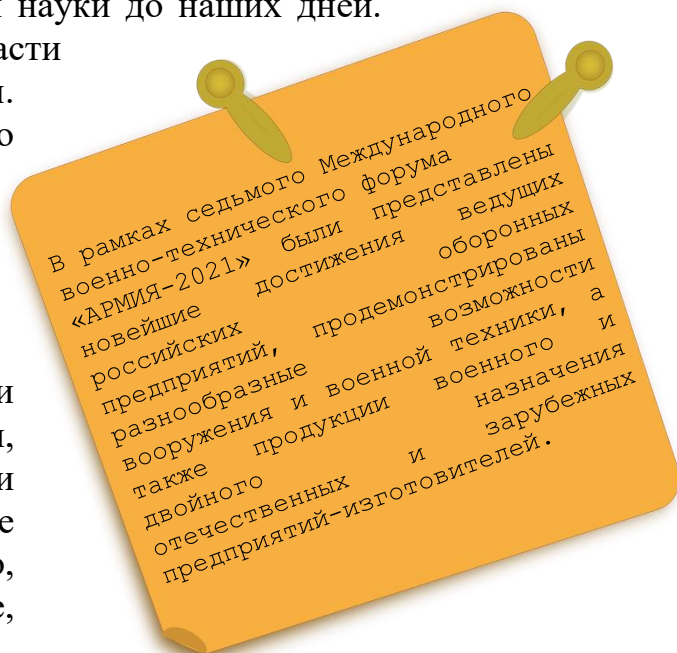 науки до наших дней.
В рамках седьмого Международного
военно-технического форума
«АРМИЯ-2021» были представлены
новейшие достижения ведущих
российских оборонных
предприятий, продемонстрированы
разнообразные возможности
вооружения и военной техники, а
также продукции военного и
двойного назначения
отечественных и зарубежных
предприятий-изготовителей.